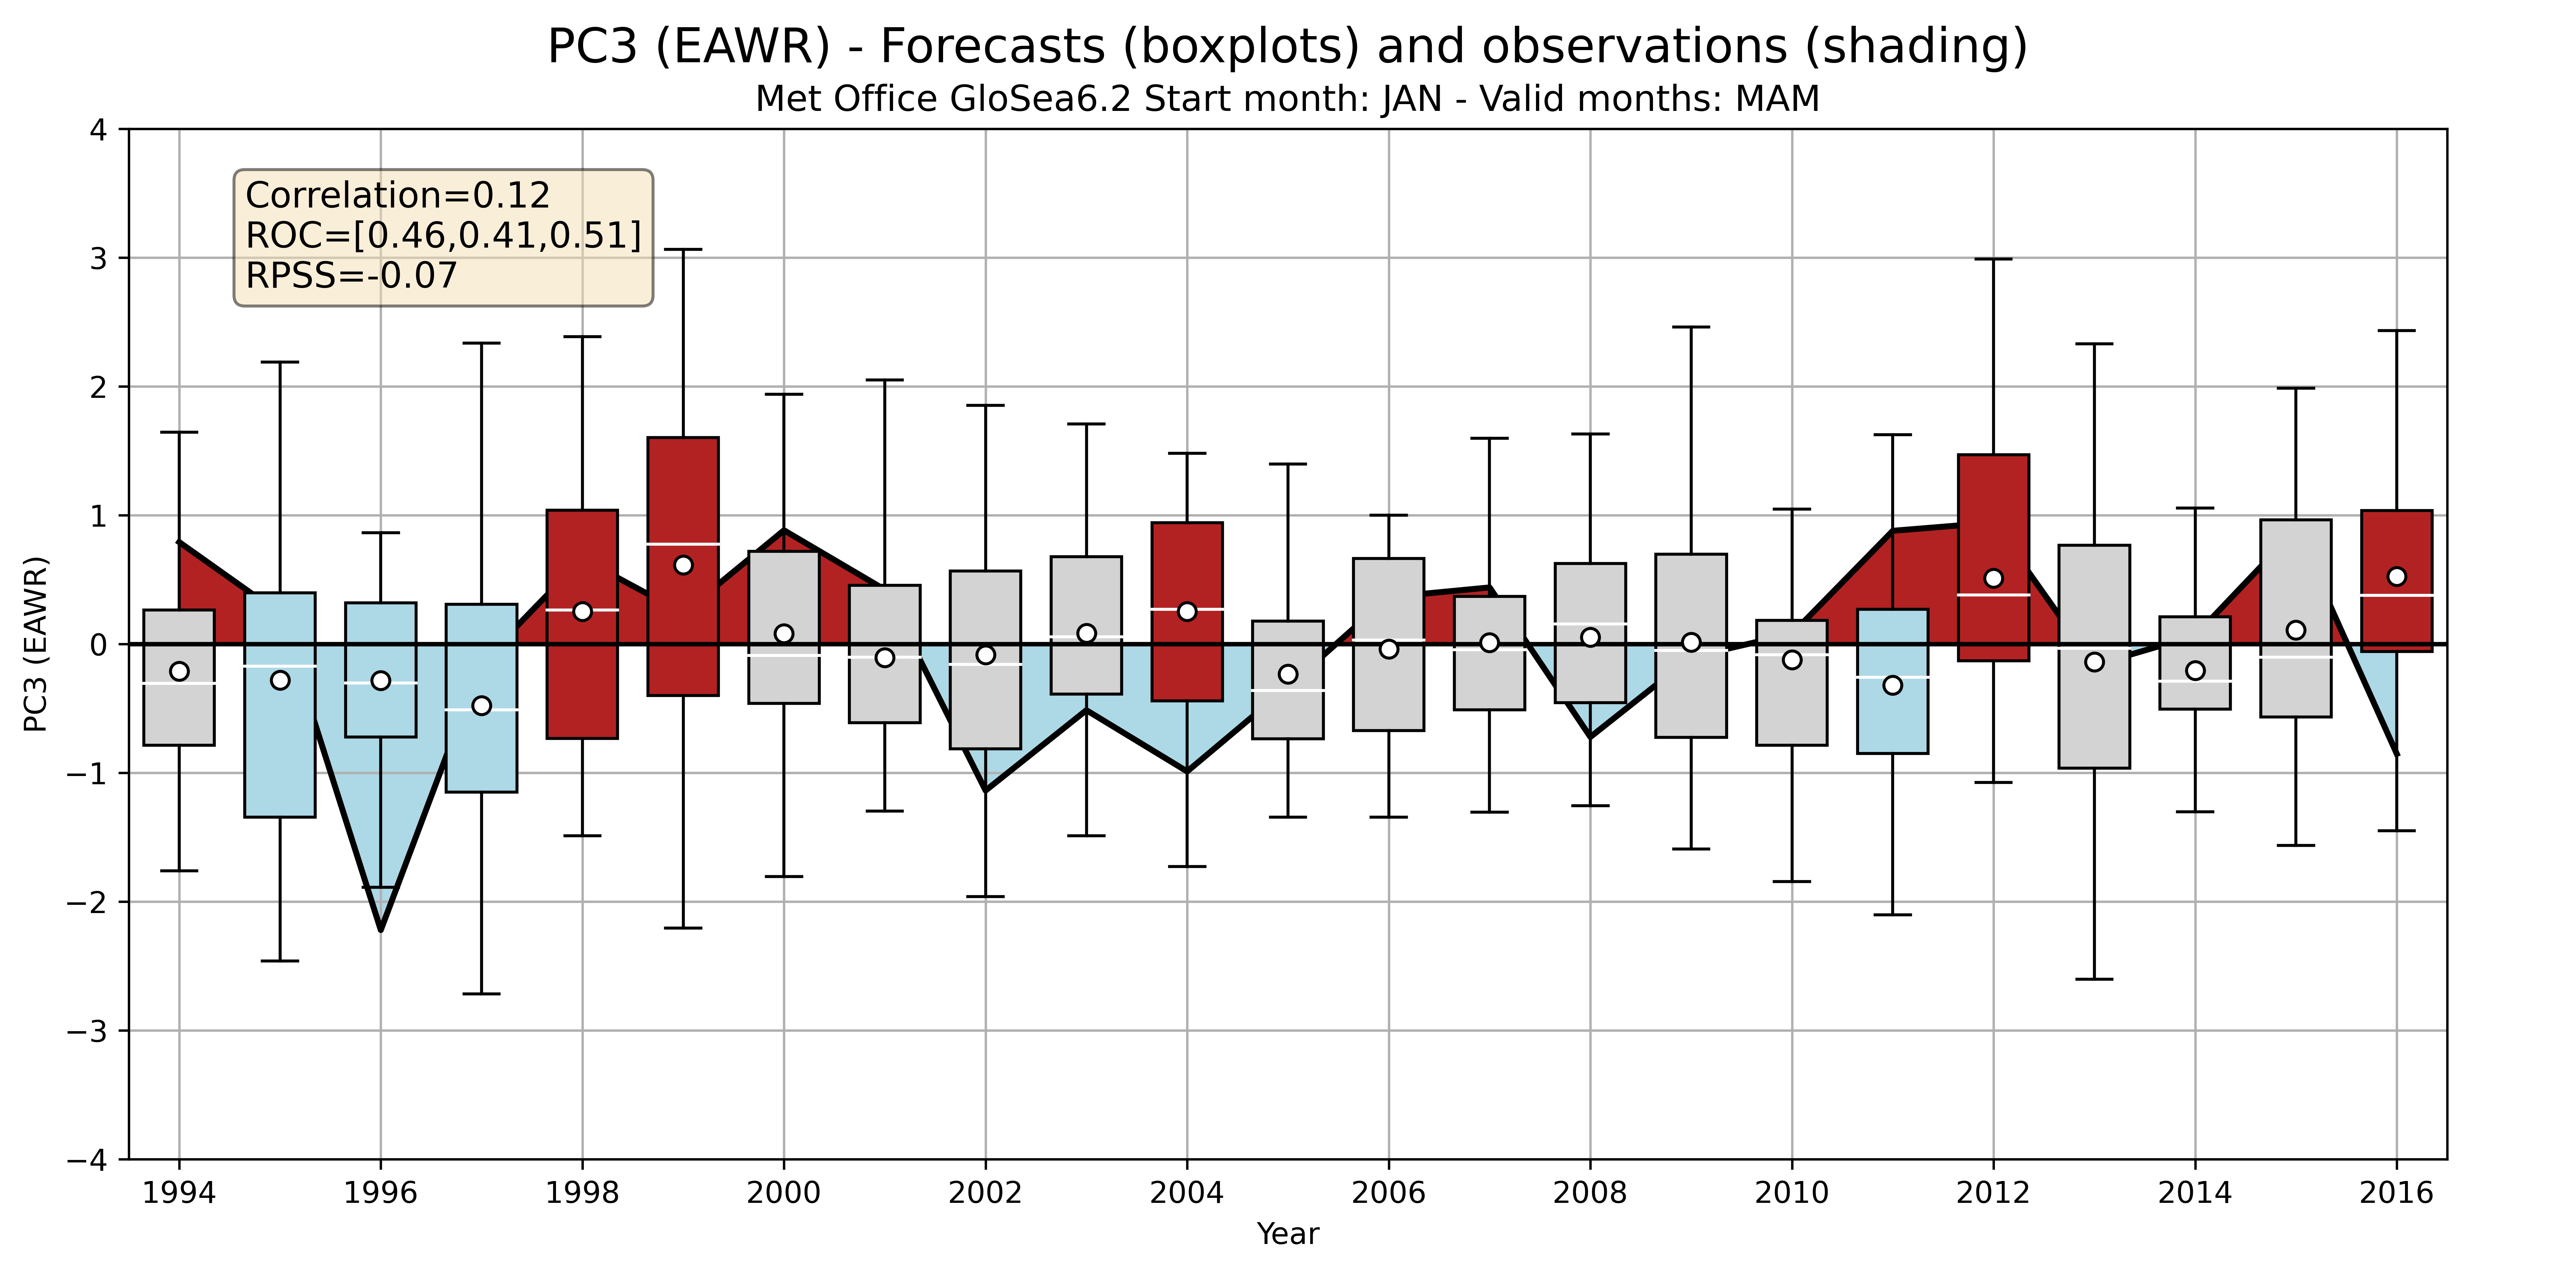 PC3 (EAWR) - Forecasts (boxplots) and observations (shading)
Met Office GloSea6.2 Start month: JAN - Valid months: MAM
Correlation=0.12
ROC=[0.46,0.41,0.51]
RPSS=-0.07
PC3 (EAWR)
4
3
2
1
0
−1
−2
−3
−4
1994 1996 1998 2000 2002 2004 2006 2008 2010 2012 2014 2016
Year